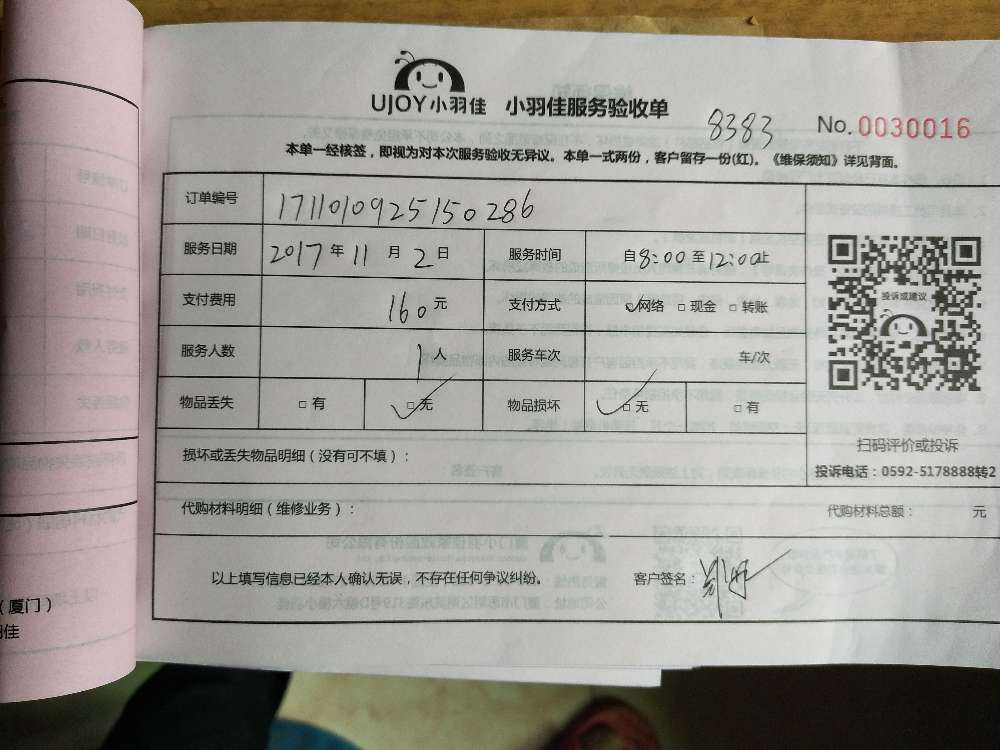 UJOY小羽佳 小羽佳服务验收单
8383 No.0030016
本单一经核签，即视为对本次服务验收无异议。本单一式两份，客户留存一份(红)。《维保须知》详见背面。
订单编号 1711010925150286
服务日期 2017年11月2日 服务时间 自8:00至12:00止
支付费用 160元 支付方式 ☑网络 □现金 □转账
服务人数 1人 服务车次 车/次
物品丢失 □有 ☑无 物品损坏 ☑无 □有
投诉或建议
扫码评价或投诉
投诉电话：0592-5178888转2
损坏或丢失物品明细（没有可不填）：
代购材料明细（维修业务）： 代购材料总额： 元
以上填写信息已经本人确认无误，不存在任何争议纠纷。 客户签名：
（厦门）
羽佳